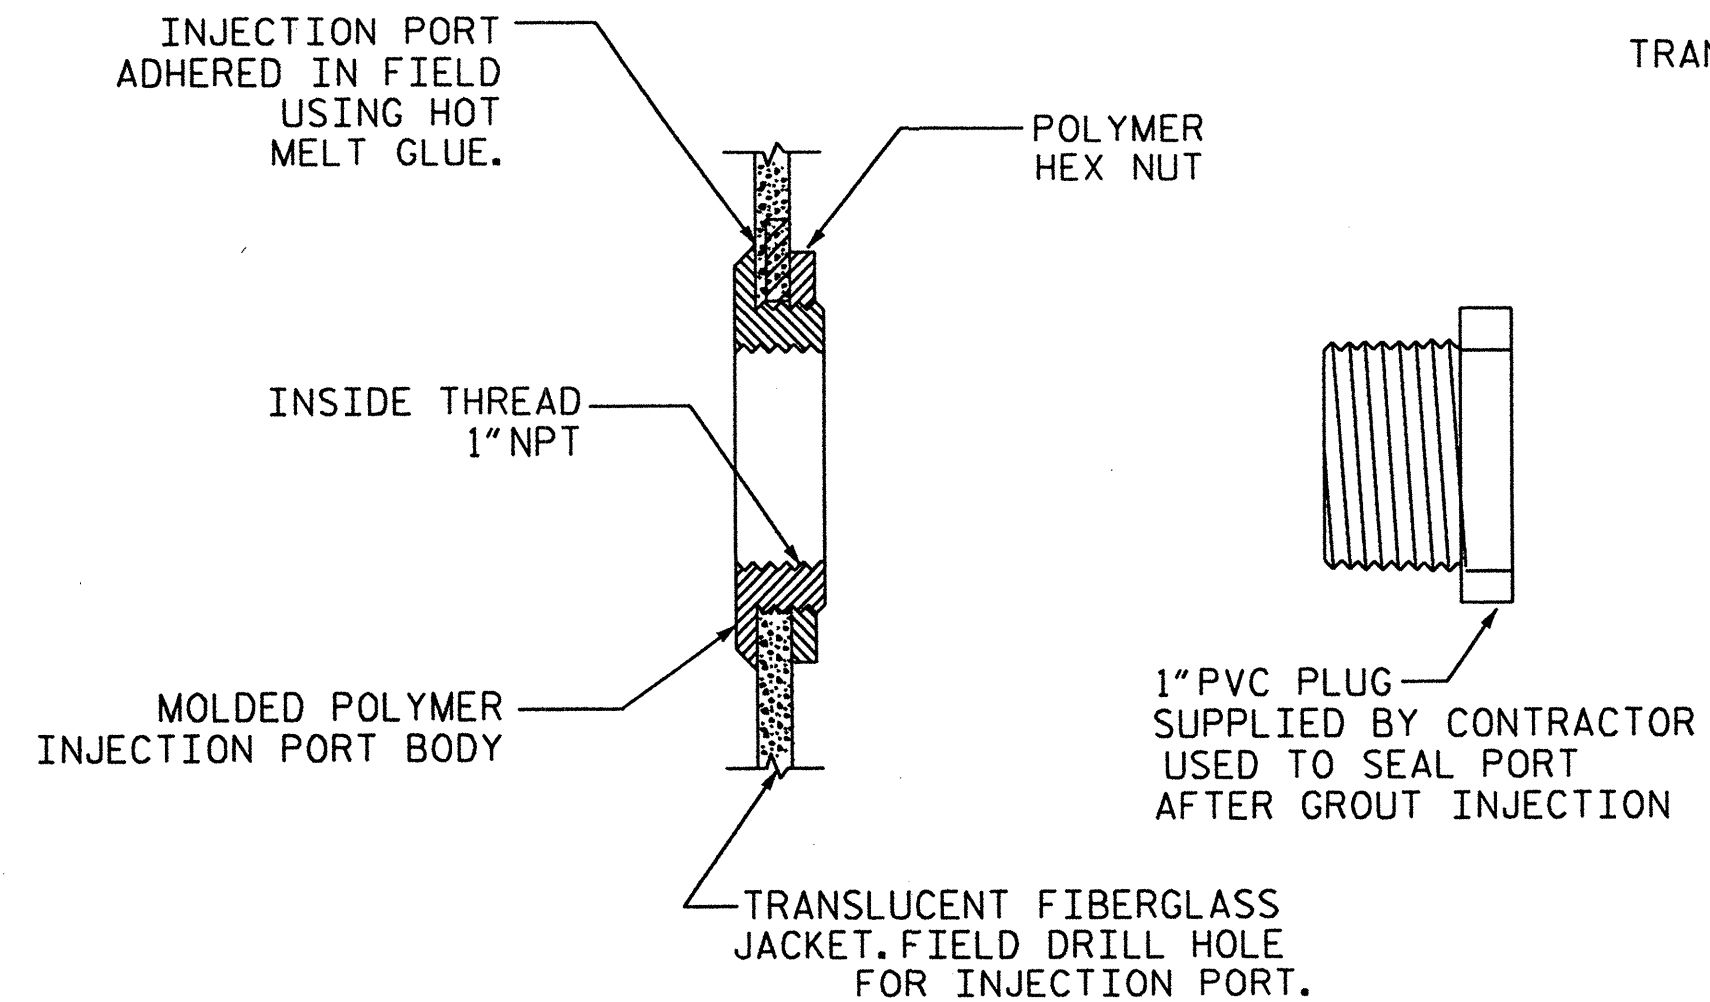 INJECTION PORT
ADHERED IN FIELD
USING HOT
MELT GLUE.
TRAN
POLYMER
HEX NUT
INSIDE THREAD
1" NPT
MOLDED POLYMER
INJECTION PORT BODY
1" PVC PLUG
SUPPLIED BY CONTRACTOR
USED TO SEAL PORT
AFTER GROUT INJECTION
TRANSLUCENT FIBERGLASS
JACKET. FIELD DRILL HOLE
FOR INJECTION PORT.